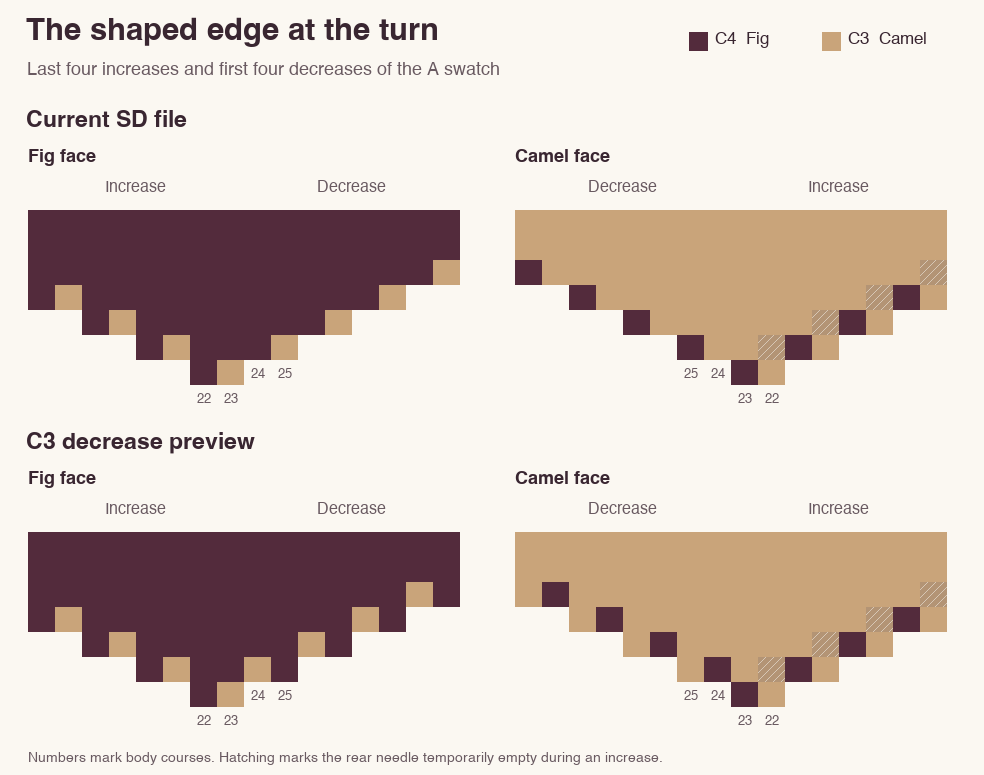 The shaped edge at the turn
C4 Fig
C3 Camel
Last four increases and first four decreases of the A swatch
Current SD file
Fig face
Camel face
Increase
Decrease
Decrease
Increase
24 25
25 24
22 23
23 22
C3 decrease preview
Fig face
Camel face
Increase
Decrease
Decrease
Increase
24 25
25 24
22 23
23 22
Numbers mark body courses. Hatching marks the rear needle temporarily empty during an increase.